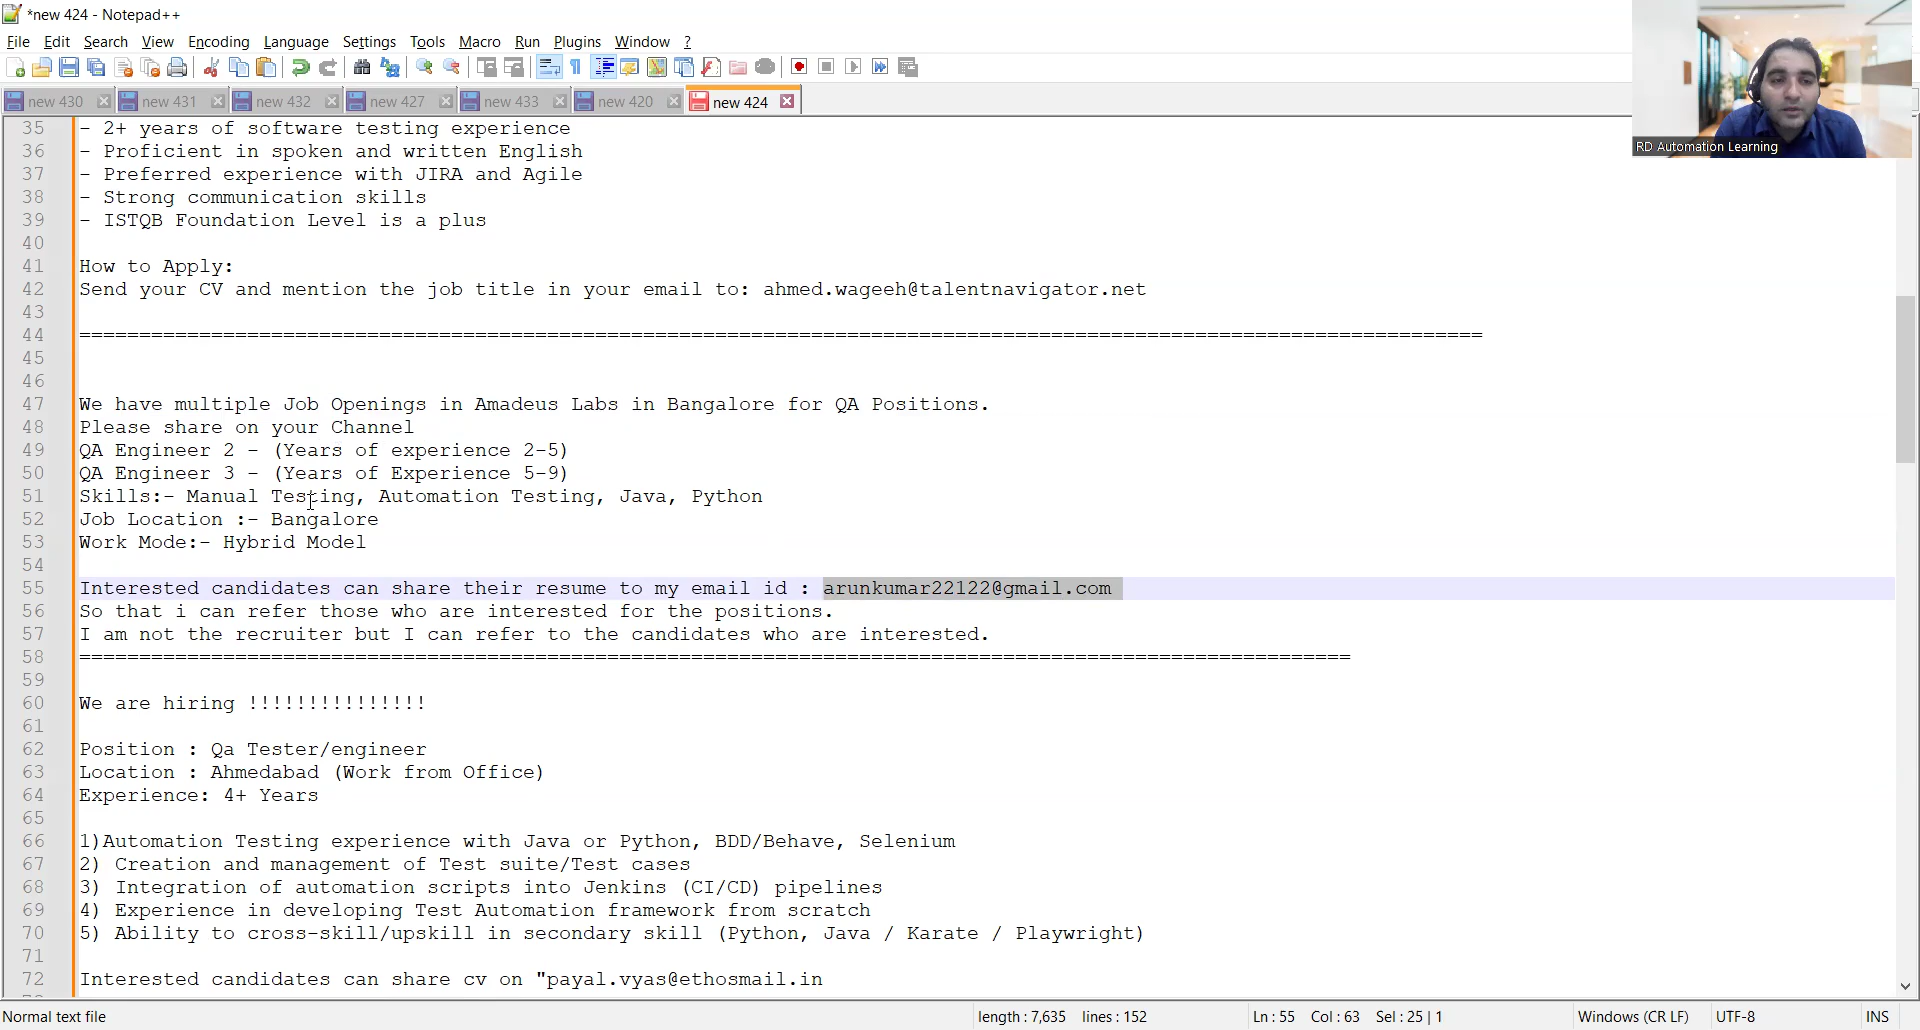 *new 424 - Notepad++
File Edit Search View Encoding Language Settings Tools Macro Run Plugins Window ?
new 430 new 431 new 432 new 427 new 433 new 420 new 424
RD Automation Learning
35 - 2+ years of software testing experience
36 - Proficient in spoken and written English
37 - Preferred experience with JIRA and Agile
38 - Strong communication skills
39 - ISTQB Foundation Level is a plus
40
41 How to Apply:
42 Send your CV and mention the job title in your email to: ahmed.wageeh@talentnavigator.net
43
44 =====================================================================================================================
45
46
47 We have multiple Job Openings in Amadeus Labs in Bangalore for QA Positions.
48 Please share on your Channel
49 QA Engineer 2 - (Years of experience 2-5)
50 QA Engineer 3 - (Years of Experience 5-9)
51 Skills:- Manual Testing, Automation Testing, Java, Python
52 Job Location :- Bangalore
53 Work Mode:- Hybrid Model
54
55 Interested candidates can share their resume to my email id : arunkumar22122@gmail.com
56 So that i can refer those who are interested for the positions.
57 I am not the recruiter but I can refer to the candidates who are interested.
58 ==========================================================================================================
59
60 We are hiring !!!!!!!!!!!!!!!
61
62 Position : Qa Tester/engineer
63 Location : Ahmedabad (Work from Office)
64 Experience: 4+ Years
65
66 1)Automation Testing experience with Java or Python, BDD/Behave, Selenium
67 2) Creation and management of Test suite/Test cases
68 3) Integration of automation scripts into Jenkins (CI/CD) pipelines
69 4) Experience in developing Test Automation framework from scratch
70 5) Ability to cross-skill/upskill in secondary skill (Python, Java / Karate / Playwright)
71
72 Interested candidates can share cv on "payal.vyas@ethosmail.in
Normal text file length : 7,635 lines : 152 Ln : 55 Col : 63 Sel : 25 | 1 Windows (CR LF) UTF-8 INS